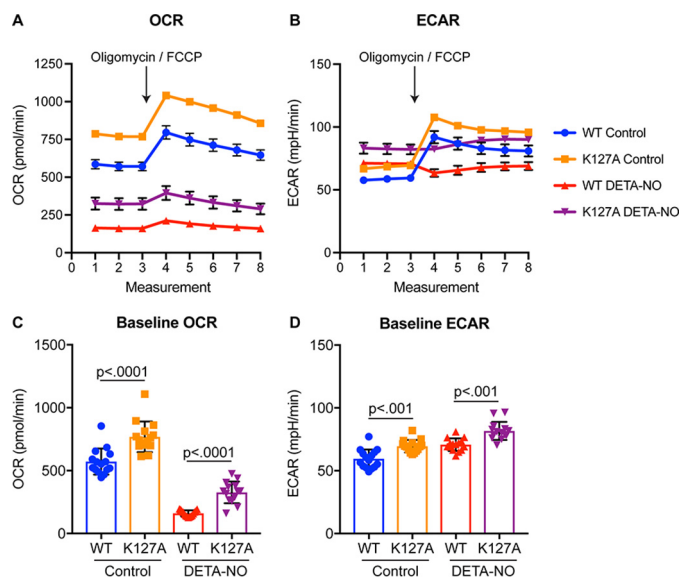 A
OCR
Oligomycin / FCCP
1250
1000
750
500
250
0
OCR (pmol/min)
0 1 2 3 4 5 6 7 8
Measurement
B
ECAR
Oligomycin / FCCP
150
100
50
0
ECAR (mpH/min)
0 1 2 3 4 5 6 7 8
Measurement
WT Control
K127A Control
WT DETA-NO
K127A DETA-NO
C
Baseline OCR
1500
1000
500
0
OCR (pmol/min)
p<.0001
p<.0001
WT K127A WT K127A
Control DETA-NO
D
Baseline ECAR
150
100
50
0
ECAR (mpH/min)
p<.001
p<.001
WT K127A WT K127A
Control DETA-NO